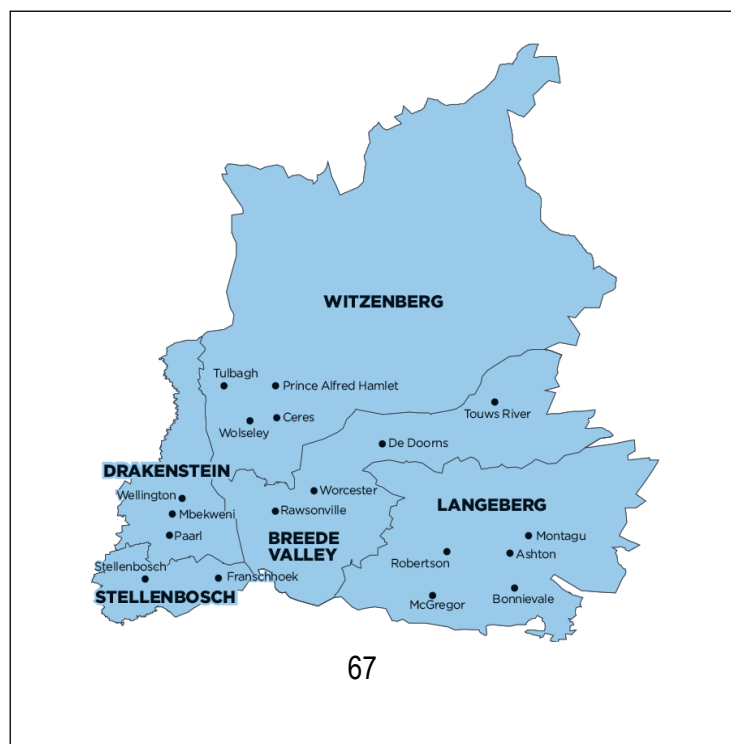 WITZENBERG
Tulbagh
Prince Alfred Hamlet
Touws River
Ceres
Wolseley
De Doorns
DRAKENSTEIN
Wellington
Worcester
LANGEBERG
Mbekweni
Rawsonville
Paarl
BREEDE
VALLEY
Montagu
Robertson
Ashton
Stellenbosch
Franschhoek
STELLENBOSCH
McGregor
Bonnievale
67